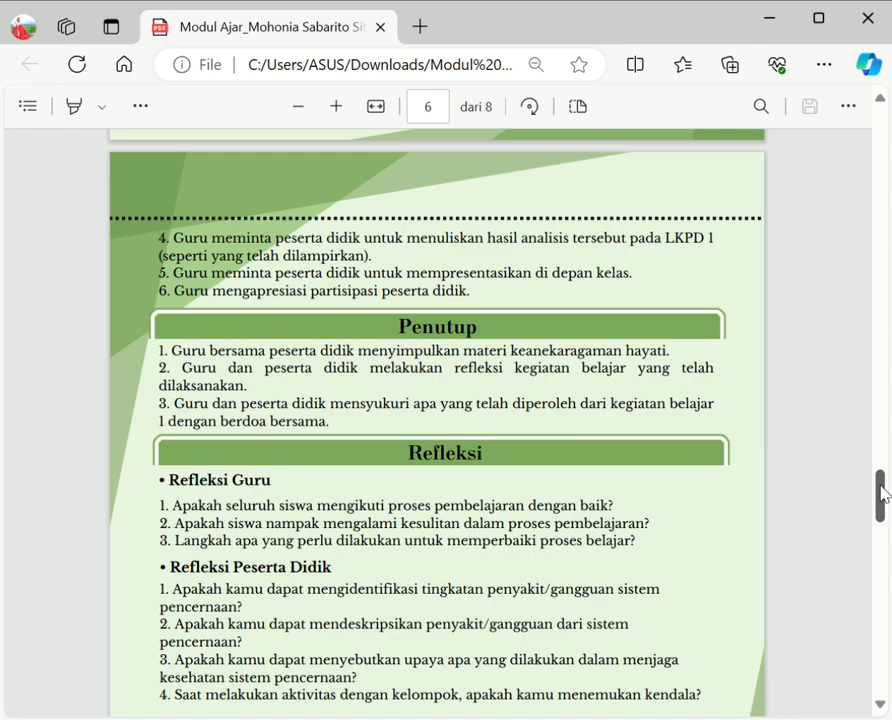 Modul Ajar_Mohonia Sabarito Si
File
C:/Users/ASUS/Downloads/Modul%20...
6 dari 8
4. Guru meminta peserta didik untuk menuliskan hasil analisis tersebut pada LKPD 1
(seperti yang telah dilampirkan).
5. Guru meminta peserta didik untuk mempresentasikan di depan kelas.
6. Guru mengapresiasi partisipasi peserta didik.
Penutup
1. Guru bersama peserta didik menyimpulkan materi keanekaragaman hayati.
2. Guru dan peserta didik melakukan refleksi kegiatan belajar yang telah
dilaksanakan.
3. Guru dan peserta didik mensyukuri apa yang telah diperoleh dari kegiatan belajar
1 dengan berdoa bersama.
Refleksi
• Refleksi Guru
1. Apakah seluruh siswa mengikuti proses pembelajaran dengan baik?
2. Apakah siswa nampak mengalami kesulitan dalam proses pembelajaran?
3. Langkah apa yang perlu dilakukan untuk memperbaiki proses belajar?
• Refleksi Peserta Didik
1. Apakah kamu dapat mengidentifikasi tingkatan penyakit/gangguan sistem
pencernaan?
2. Apakah kamu dapat mendeskripsikan penyakit/gangguan dari sistem
pencernaan?
3. Apakah kamu dapat menyebutkan upaya apa yang dilakukan dalam menjaga
kesehatan sistem pencernaan?
4. Saat melakukan aktivitas dengan kelompok, apakah kamu menemukan kendala?